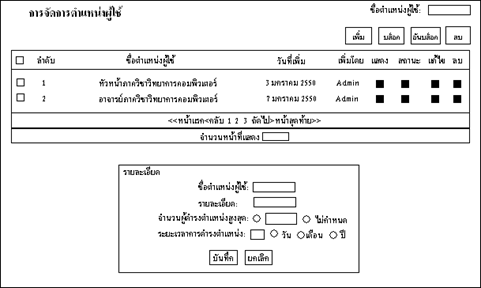 การจัดการตำแหน่งผู้ใช้
ชื่อตำแหน่งผู้ใช้:
เพิ่ม บล็อก อันบล็อก ลบ
ลำดับ ชื่อตำแหน่งผู้ใช้ วันที่เพิ่ม เพิ่มโดย แสดง สถานะ แก้ไข ลบ
1 หัวหน้าภาควิชาวิทยาการคอมพิวเตอร์ 3 มกราคม 2550 Admin
2 อาจารย์ภาควิชาวิทยาการคอมพิวเตอร์ 7 มกราคม 2550 Admin
<<หน้าแรก<กลับ 1 2 3 ถัดไป>หน้าสุดท้าย>>
จำนวนหน้าที่แสดง
รายละเอียด
ชื่อตำแหน่งผู้ใช้:
รายละเอียด:
จำนวนผู้ดำรงตำแหน่งสูงสุด: ไม่กำหนด
ระยะเวลาการดำรงตำแหน่ง: วัน เดือน ปี
บันทึก ยกเลิก